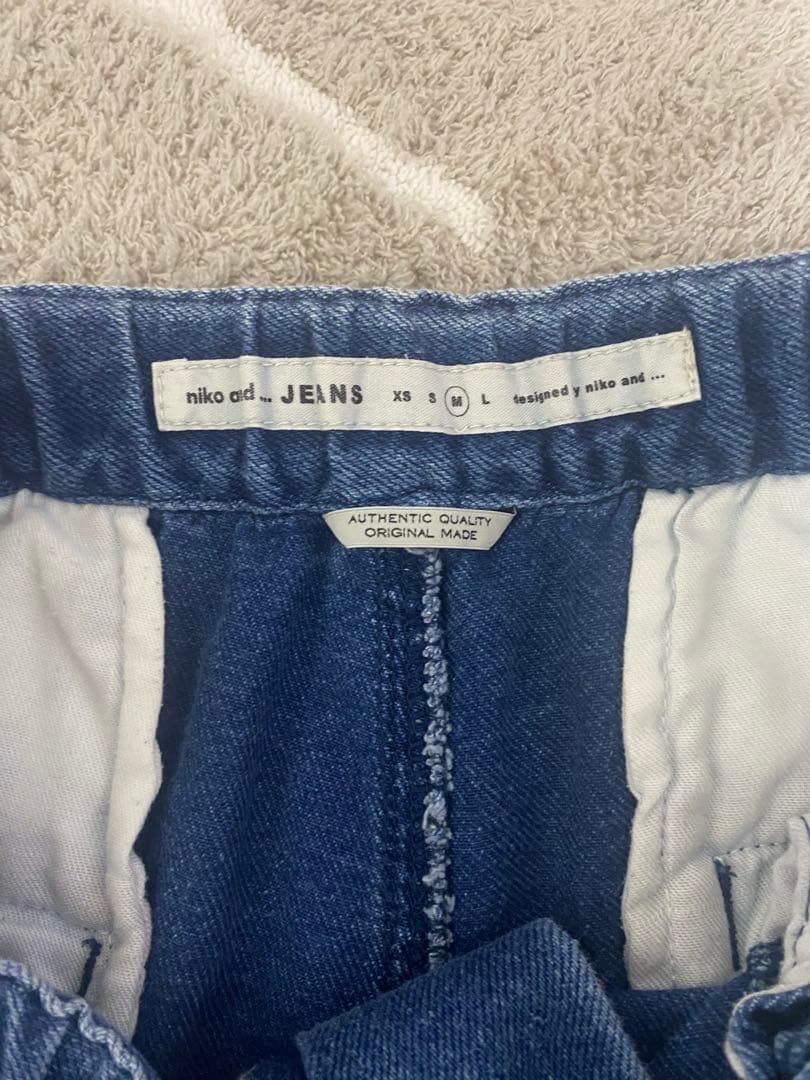 niko and ... JEANS XS S M L designed y niko and ...
AUTHENTIC QUALITY
ORIGINAL MADE